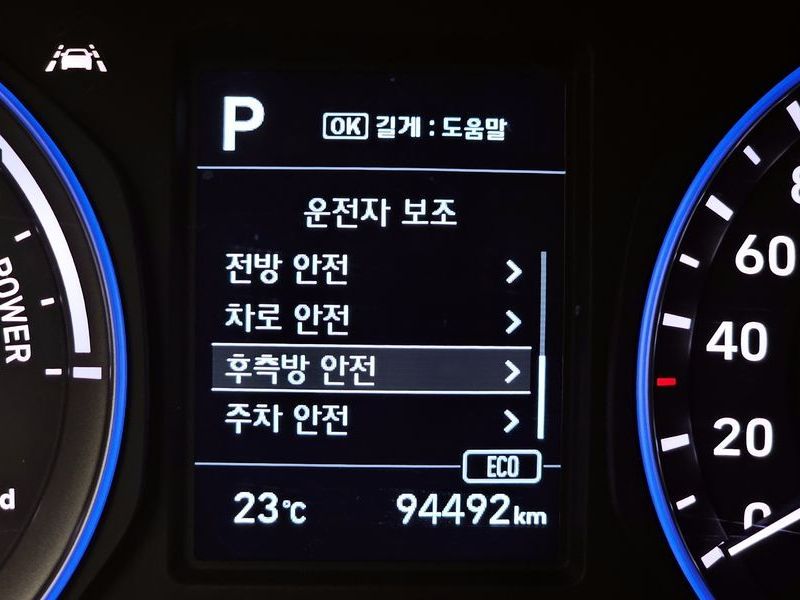 P
OK 길게 : 도움말
운전자 보조
전방 안전
차로 안전
후측방 안전
주차 안전
ECO
23°C 94492km
POWER
60
40
20
0